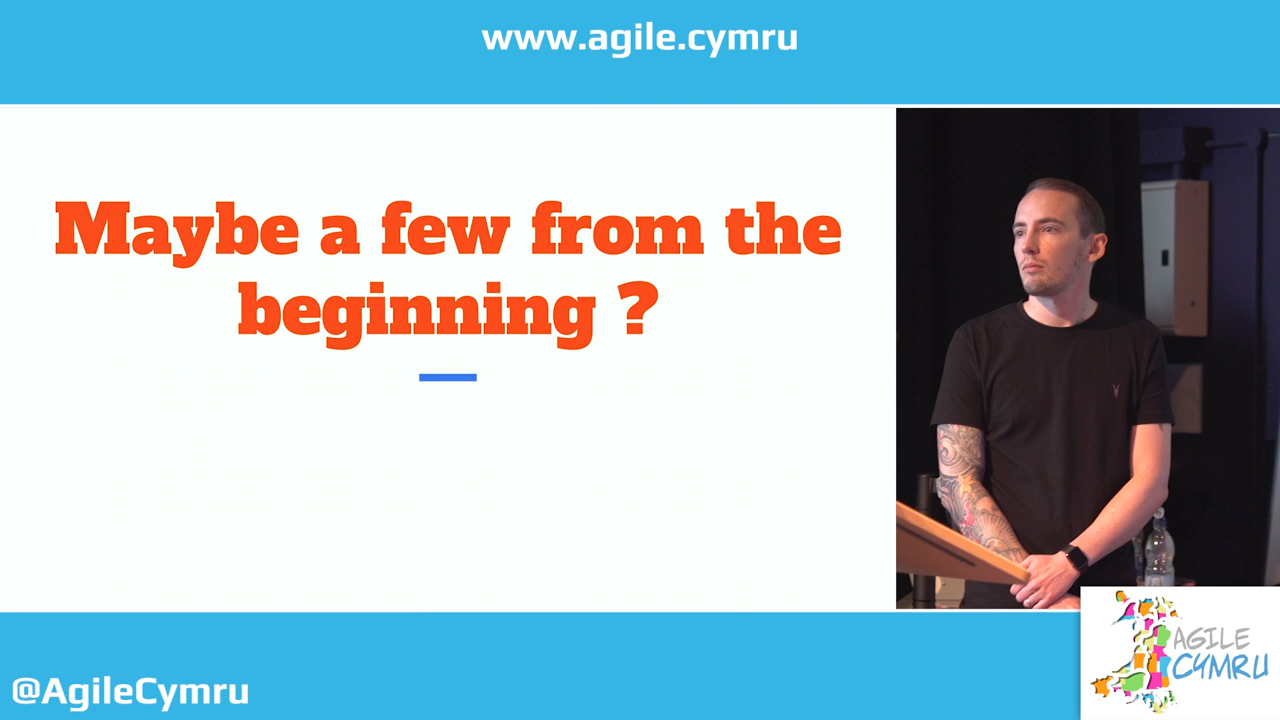 www.agile.cymru
Maybe a few from the
beginning ?
@AgileCymru
AGILE
CYMRU